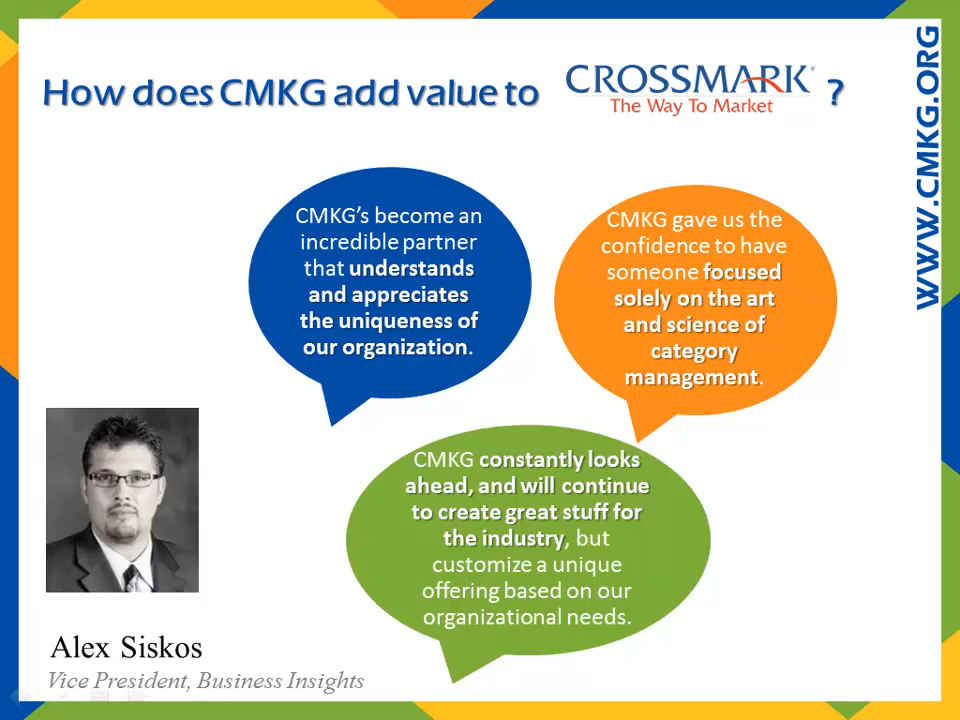 How does CMKG add value to CROSSMARK ?
The Way To Market
WWW.CMKG.ORG
CMKG's become an
incredible partner
that understands
and appreciates
the uniqueness of
our organization.
CMKG gave us the
confidence to have
someone focused
solely on the art
and science of
category
management.
CMKG constantly looks
ahead, and will continue
to create great stuff for
the industry, but
customize a unique
offering based on our
organizational needs.
Alex Siskos
Vice President, Business Insights